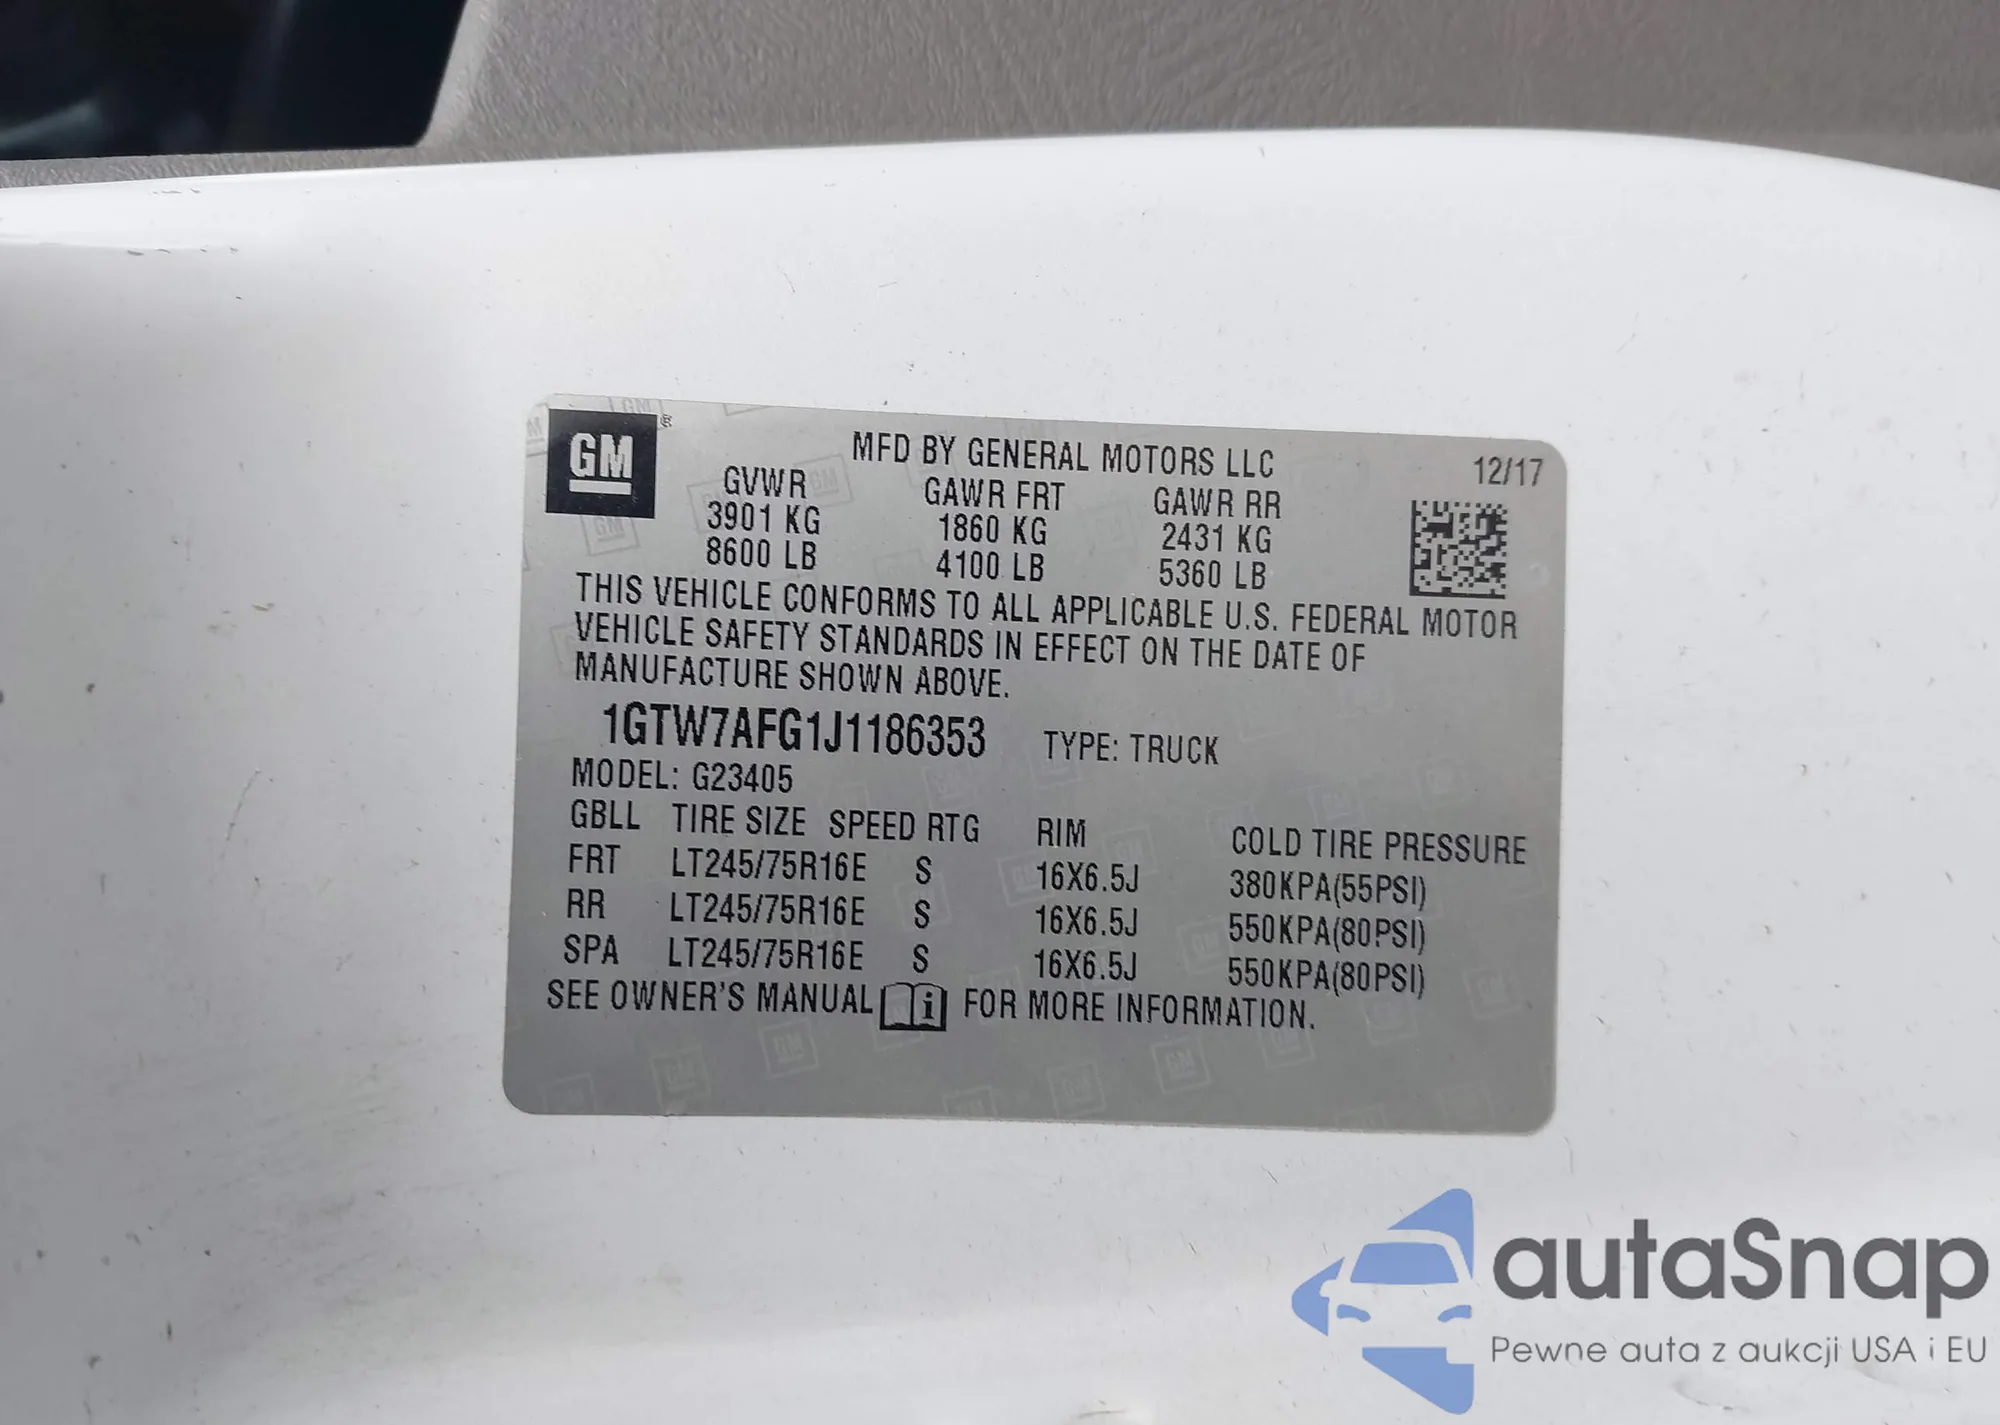 GM®
MFD BY GENERAL MOTORS LLC 12/17
GVWR GAWR FRT GAWR RR
3901 KG 1860 KG 2431 KG
8600 LB 4100 LB 5360 LB
THIS VEHICLE CONFORMS TO ALL APPLICABLE U.S. FEDERAL MOTOR
VEHICLE SAFETY STANDARDS IN EFFECT ON THE DATE OF
MANUFACTURE SHOWN ABOVE.
1GTW7AFG1J1186353 TYPE: TRUCK
MODEL: G23405
GBLL TIRE SIZE SPEED RTG RIM COLD TIRE PRESSURE
FRT LT245/75R16E S 16X6.5J 380KPA(55PSI)
RR LT245/75R16E S 16X6.5J 550KPA(80PSI)
SPA LT245/75R16E S 16X6.5J 550KPA(80PSI)
SEE OWNER'S MANUAL i FOR MORE INFORMATION.
autaSnap
Pewne auta z aukcji USA i EU